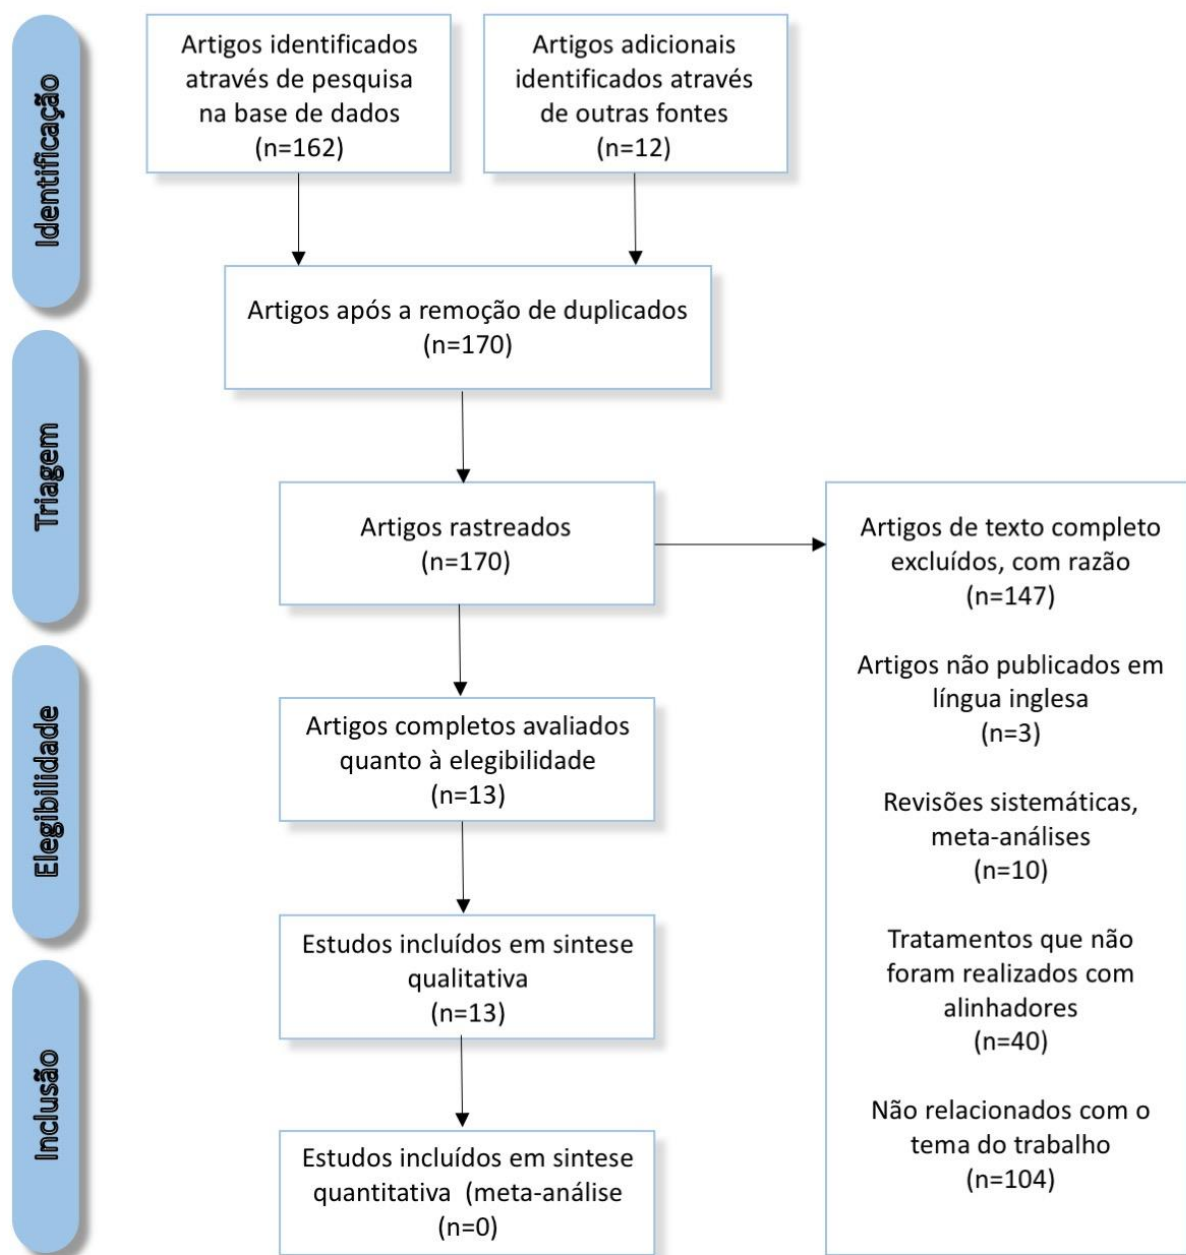 Identificação
Artigos identificados
através de pesquisa
na base de dados
(n=162)
Artigos adicionais
identificados através
de outras fontes
(n=12)
Artigos após a remoção de duplicados
(n=170)
Triagem
Artigos rastreados
(n=170)
Artigos de texto completo
excluídos, com razão
(n=147)
Artigos não publicados em
língua inglesa
(n=3)
Revisões sistemáticas,
meta-análises
(n=10)
Tratamentos que não
foram realizados com
alinhadores
(n=40)
Não relacionados com o
tema do trabalho
(n=104)
Elegibilidade
Artigos completos avaliados
quanto à elegibilidade
(n=13)
Estudos incluídos em sintese
qualitativa
(n=13)
Inclusão
Estudos incluídos em sintese
quantitativa  (meta-análise
(n=0)